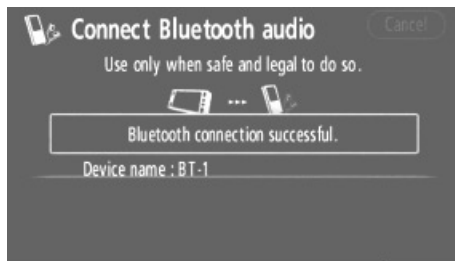 Connect Bluetooth audio
Cancel
Use only when safe and legal to do so.
Bluetooth connection successful.
Device name : BT-1